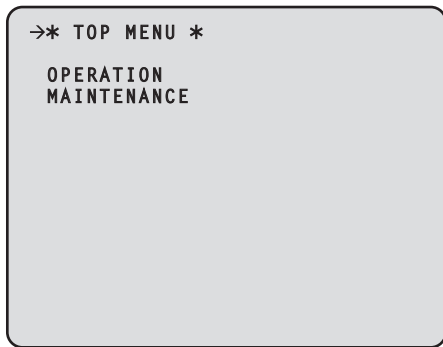 →* TOP MENU *
OPERATION
MAINTENANCE